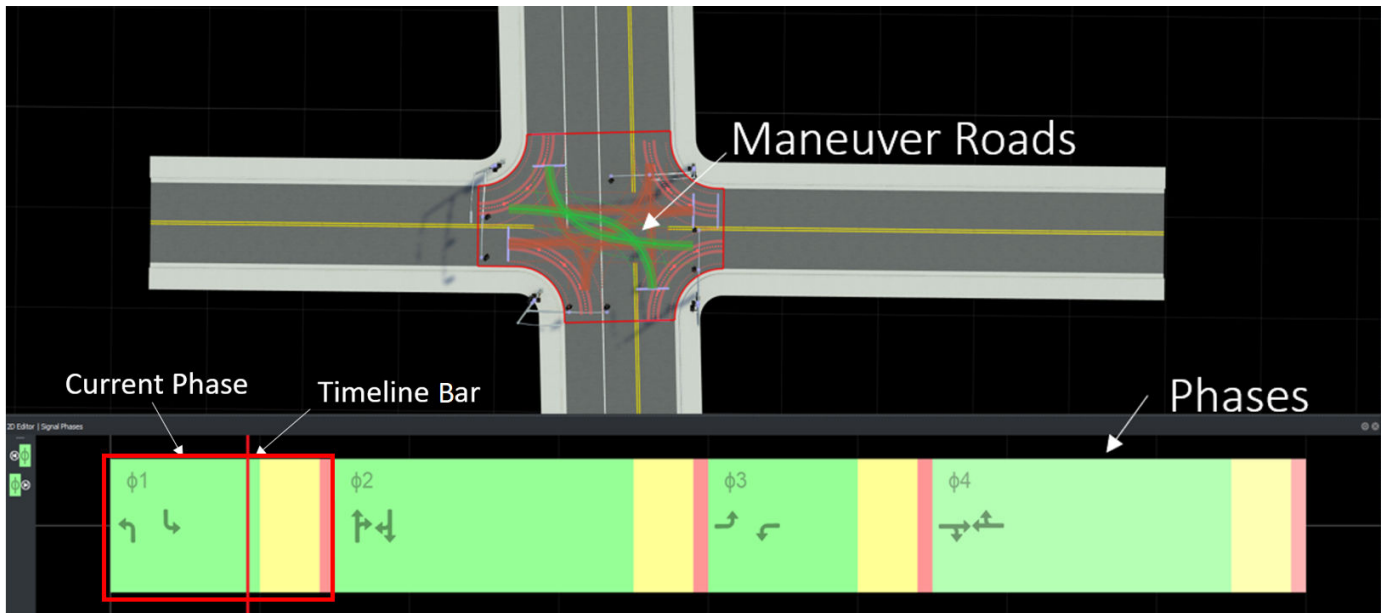 Maneuver Roads
Current Phase
Timeline Bar
Phases
2D Editor | Signal Phases
ϕ1
ϕ2
ϕ3
ϕ4